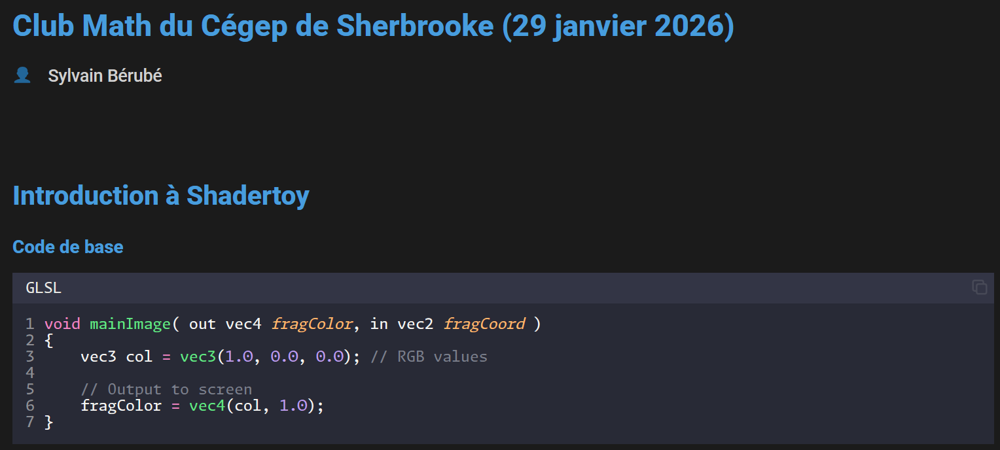 Club Math du Cégep de Sherbrooke (29 janvier 2026)
Sylvain Bérubé
Introduction à Shadertoy
Code de base
GLSL
1 void mainImage( out vec4 fragColor, in vec2 fragCoord )
2 {
3     vec3 col = vec3(1.0, 0.0, 0.0); // RGB values
4
5     // Output to screen
6     fragColor = vec4(col, 1.0);
7 }